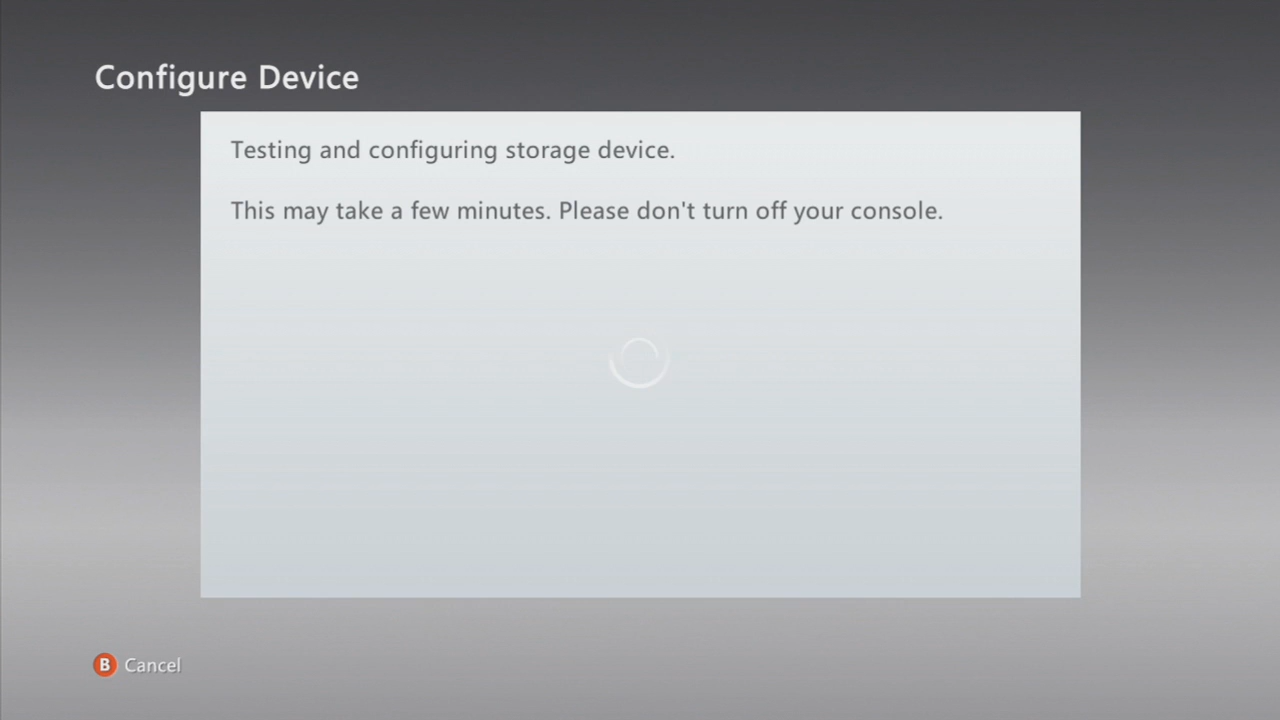 Configure Device
Testing and configuring storage device.
This may take a few minutes. Please don't turn off your console.
B Cancel